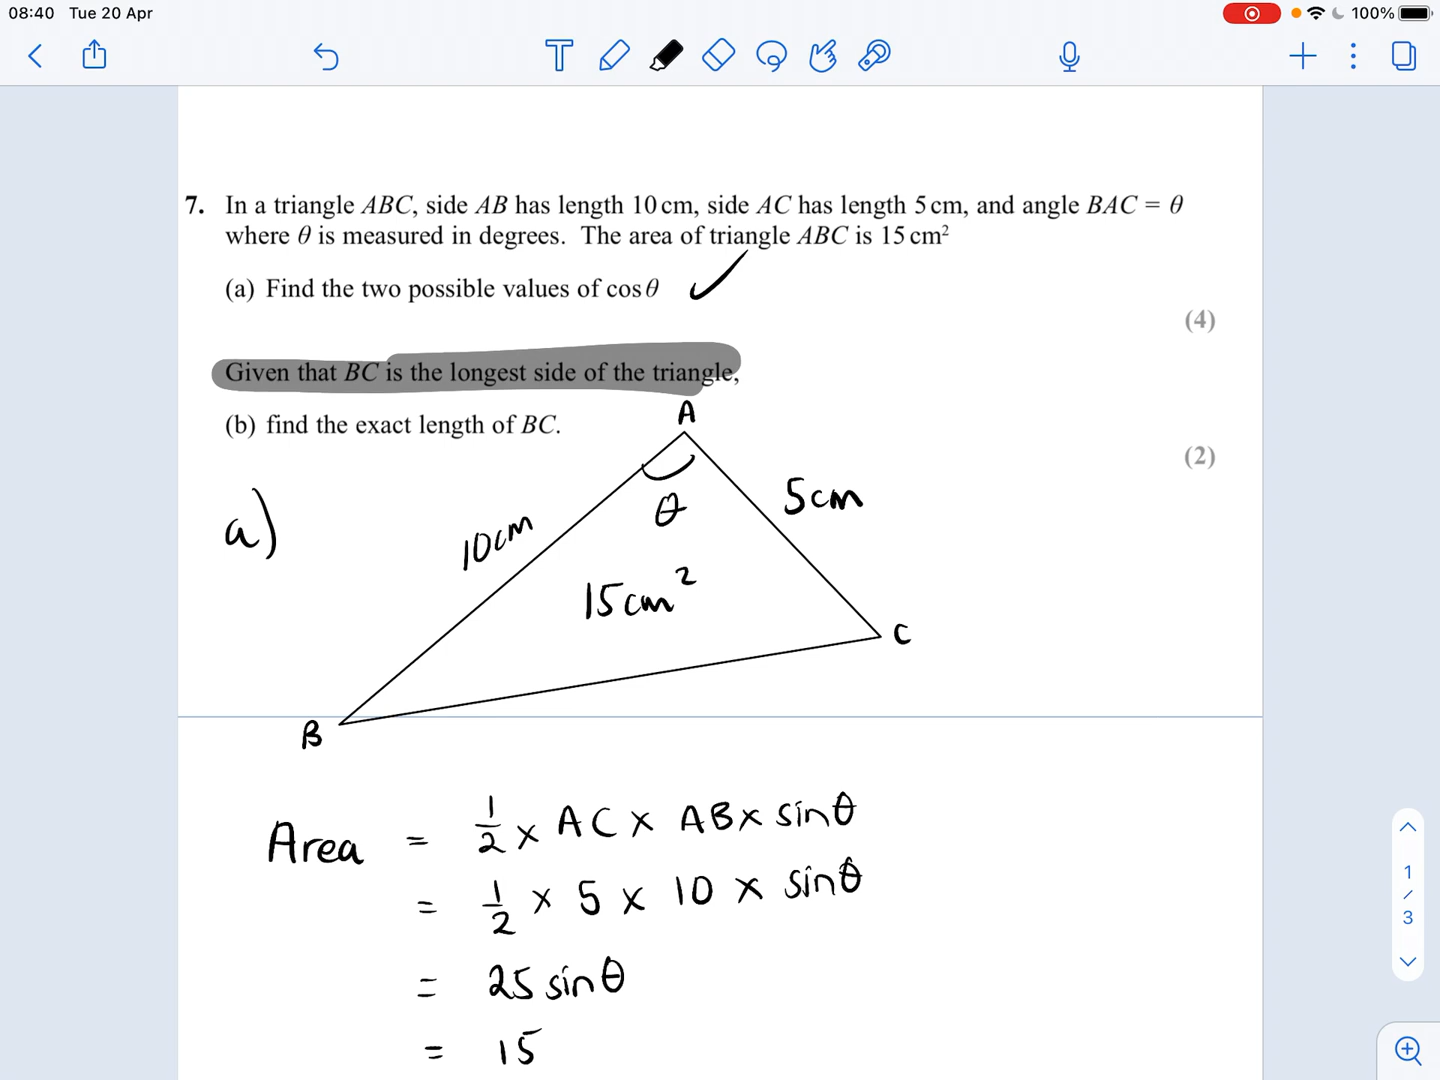 08:40 Tue 20 Apr 100%
7. In a triangle ABC, side AB has length 10 cm, side AC has length 5 cm, and angle BAC = θ
where θ is measured in degrees. The area of triangle ABC is 15 cm²
(a) Find the two possible values of cos θ
(4)
Given that BC is the longest side of the triangle,
(b) find the exact length of BC.
(2)
A
a)
10cm
θ
5cm
15cm²
C
B
Area = 1/2 × AC × AB × sinθ
= 1/2 × 5 × 10 × sinθ
= 25 sinθ
= 15
1
/
3